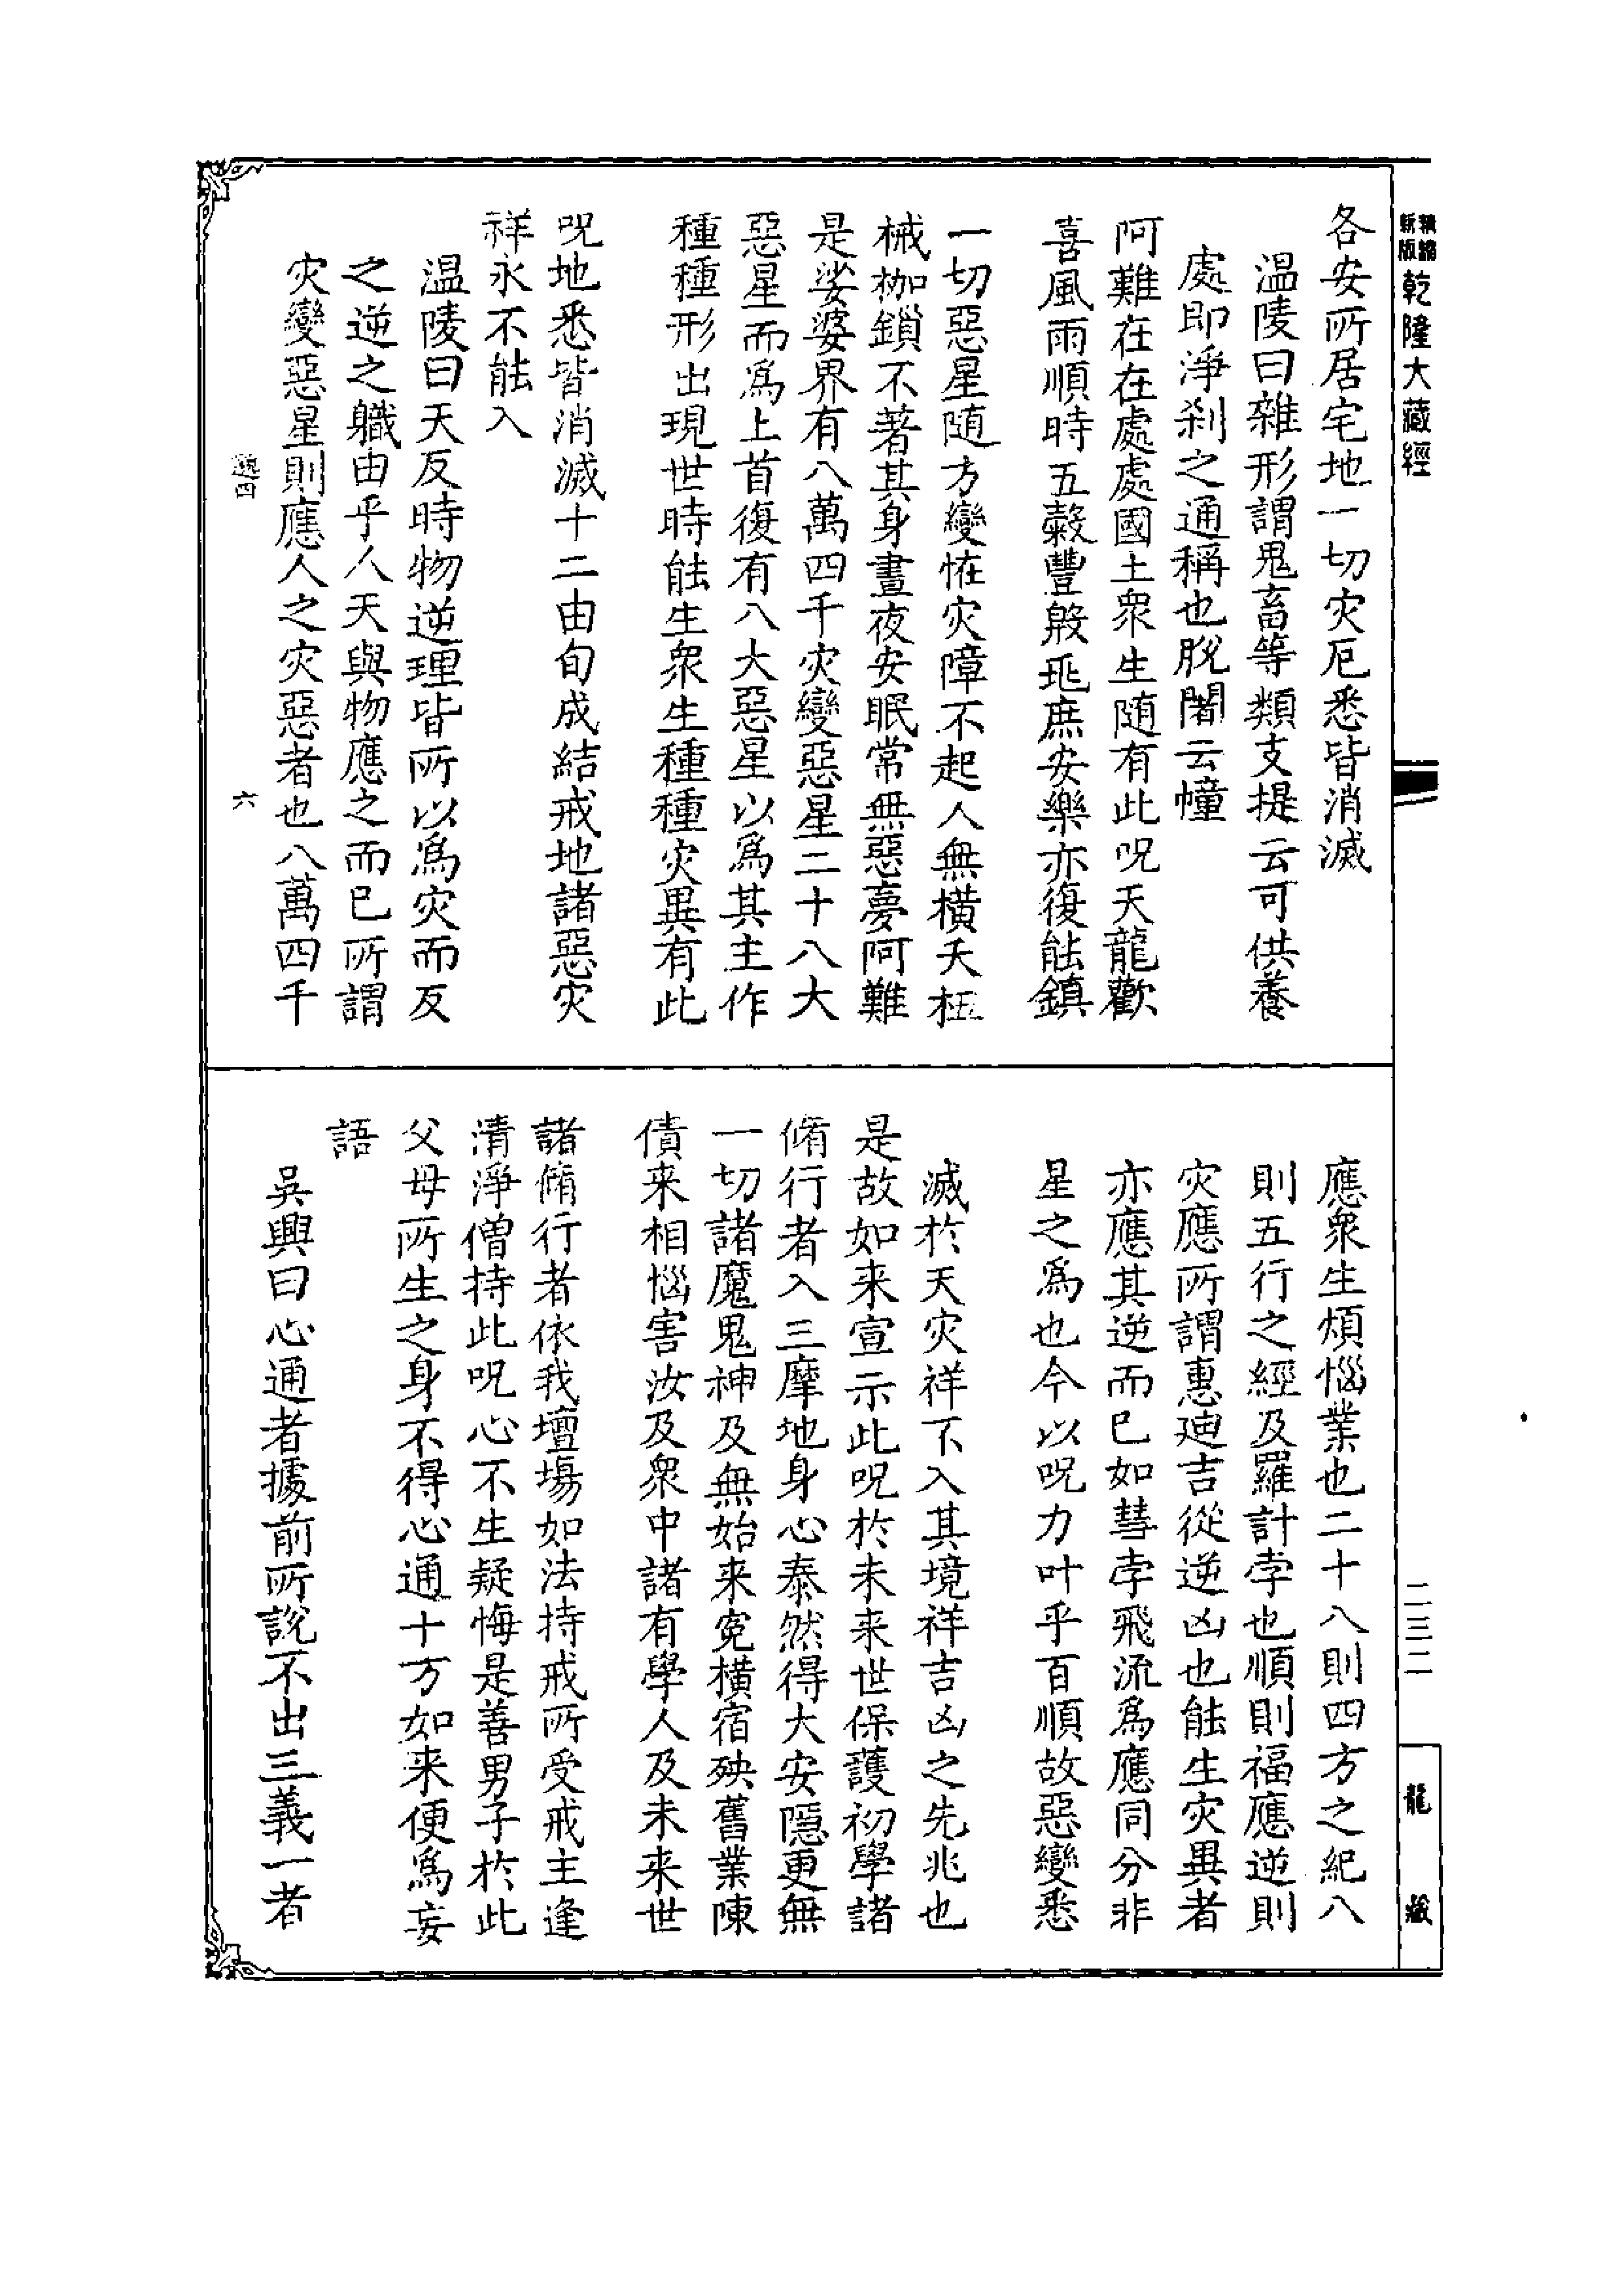 精縮
新版
乾隆大藏經
各安所居宅地一切灾厄悉皆消滅
溫陵曰雜形謂鬼畜等類支提云可供養
處即淨刹之通稱也脫闍云幢
阿難在在處處國土衆生随有此呪天龍歡
喜風雨順時五糓豐殷兆庶安樂亦復能鎮
一切惡星随方變恠灾障不起人無橫夭杻
械枷鎖不著其身晝夜安眠常無惡夢阿難
是娑婆界有八萬四千灾變惡星二十八大
惡星而爲上首復有八大惡星以爲其主作
種種形出現世時能生衆生種種灾異有此
呪地悉皆消滅十二由旬成結戒地諸惡灾
祥永不能入
溫陵曰天反時物逆理皆所以爲灾而反
之逆之職由乎人天與物應之而巳所謂
灾變惡星則應人之灾惡者也八萬四千
四
六
應衆生煩惱業也二十八則四方之紀八
則五行之經及羅計孛也順則福應逆則
灾應所謂惠迪吉從逆凶也能生灾異者
亦應其逆而巳如彗孛飛流爲應同分非
星之爲也今以呪力叶乎百順故惡變悉
滅於天灾祥不入其境祥吉凶之先兆也
是故如来宣示此呪於未来世保護初學諸
脩行者入三摩地身心泰然得大安隱更無
一切諸魔鬼神及無始来寃橫宿殃舊業陳
債来相惱害汝及衆中諸有學人及未来世
諸脩行者依我壇場如法持戒所受戒主逢
清淨僧持此呪心不生疑悔是善男子於此
父母所生之身不得心通十方如来便爲妄
語
吳興曰心通者據前所說不出三義一者
二三二
龍藏